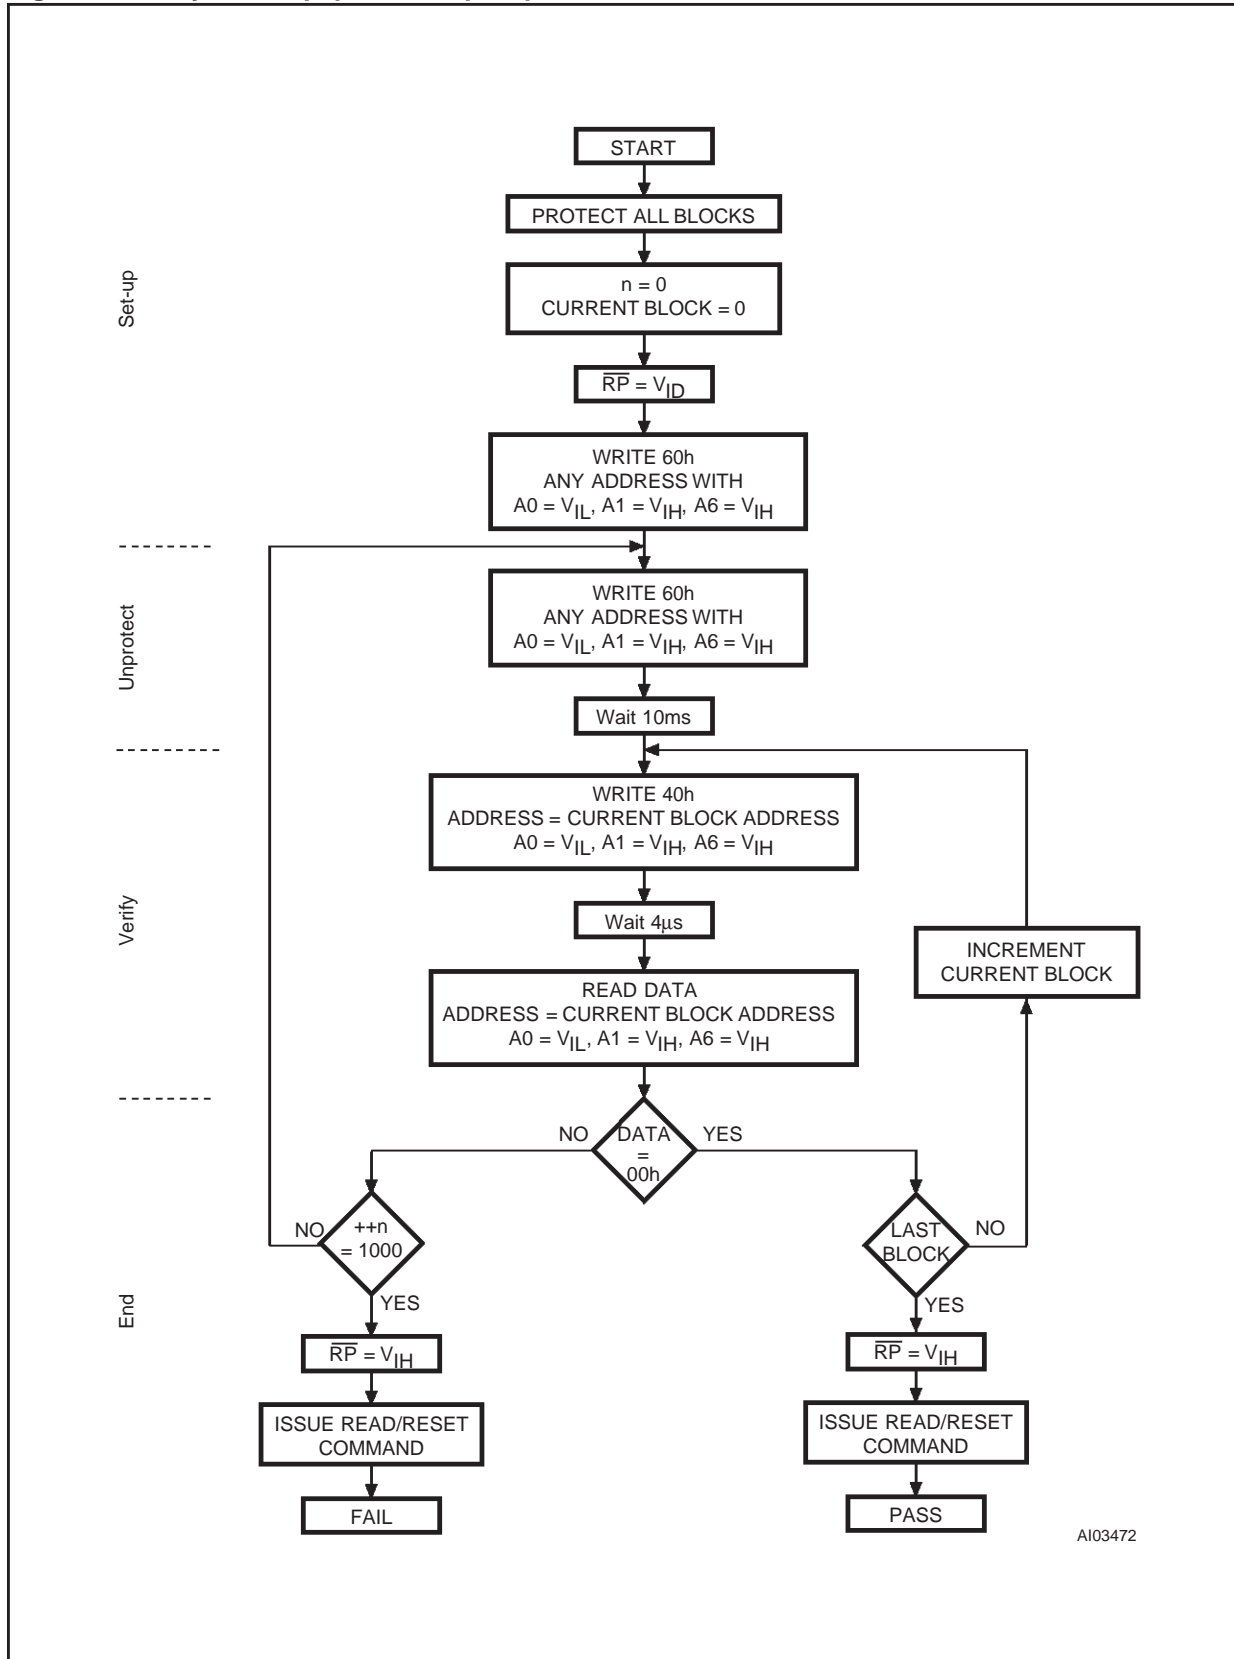 START
PROTECT ALL BLOCKS
Set-up
n = 0
CURRENT BLOCK = 0
RP = VID
WRITE 60h
ANY ADDRESS WITH
A0 = VIL, A1 = VIH, A6 = VIH
Unprotect
WRITE 60h
ANY ADDRESS WITH
A0 = VIL, A1 = VIH, A6 = VIH
Wait 10ms
Verify
WRITE 40h
ADDRESS = CURRENT BLOCK ADDRESS
A0 = VIL, A1 = VIH, A6 = VIH
Wait 4µs
INCREMENT
CURRENT BLOCK
READ DATA
ADDRESS = CURRENT BLOCK ADDRESS
A0 = VIL, A1 = VIH, A6 = VIH
End
NO
DATA
=
00h
YES
NO
++n
= 1000
YES
LAST
BLOCK
NO
YES
RP = VIH
RP = VIH
ISSUE READ/RESET
COMMAND
ISSUE READ/RESET
COMMAND
FAIL
PASS
AI03472